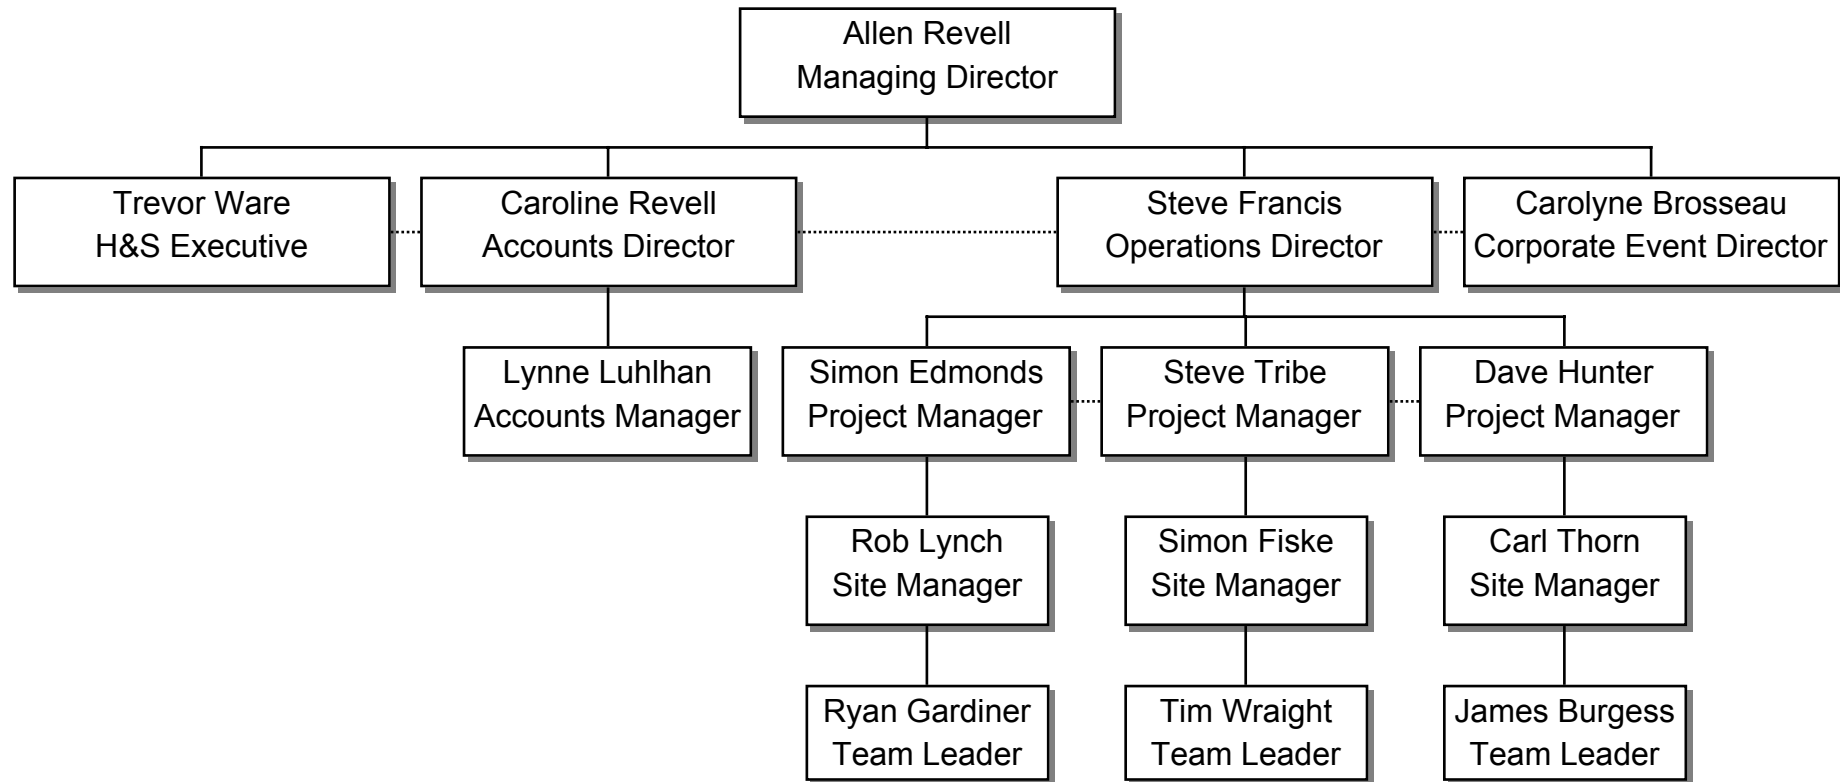 Allen Revell
Managing Director
Trevor Ware
H&S Executive
Caroline Revell
Accounts Director
Steve Francis
Operations Director
Carolyne Brosseau
Corporate Event Director
Lynne Luhlhan
Accounts Manager
Simon Edmonds
Project Manager
Steve Tribe
Project Manager
Dave Hunter
Project Manager
Rob Lynch
Site Manager
Simon Fiske
Site Manager
Carl Thorn
Site Manager
Ryan Gardiner
Team Leader
Tim Wraight
Team Leader
James Burgess
Team Leader